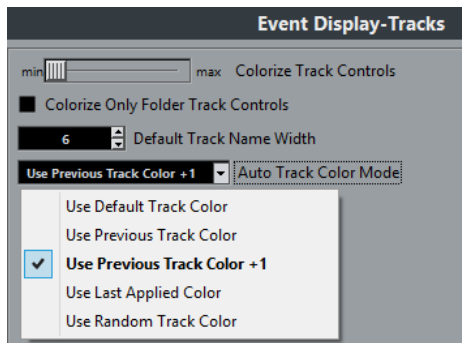 Event Display-Tracks
min max Colorize Track Controls
Colorize Only Folder Track Controls
6 Default Track Name Width
Use Previous Track Color +1 Auto Track Color Mode
Use Default Track Color
Use Previous Track Color
Use Previous Track Color +1
Use Last Applied Color
Use Random Track Color